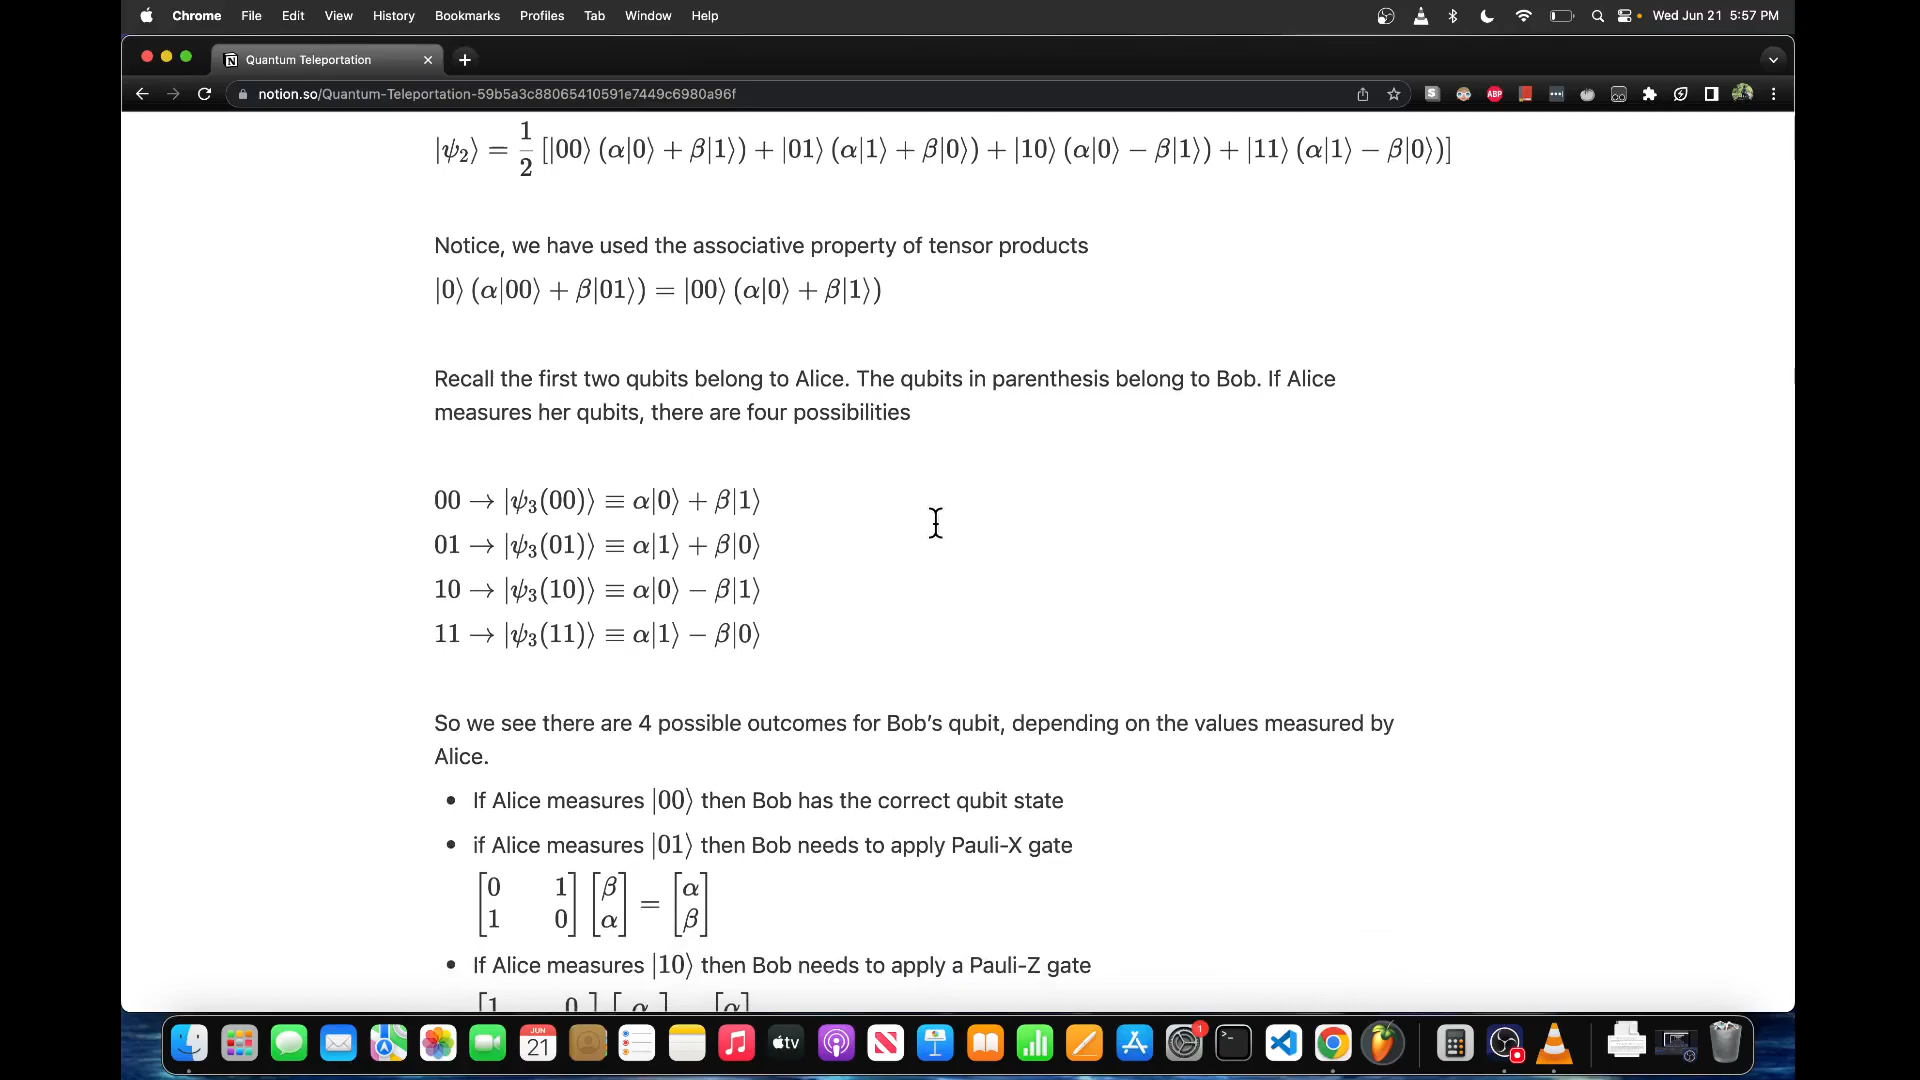 Chrome File Edit View History Bookmarks Profiles Tab Window Help Wed Jun 21 5:57 PM
Quantum Teleportation
notion.so/Quantum-Teleportation-59b5a3c88065410591e7449c6980a96f
S ABP
|ψ₂⟩ = 1/2 [|00⟩ (α|0⟩ + β|1⟩) + |01⟩ (α|1⟩ + β|0⟩) + |10⟩ (α|0⟩ − β|1⟩) + |11⟩ (α|1⟩ − β|0⟩)]
Notice, we have used the associative property of tensor products
|0⟩ (α|00⟩ + β|01⟩) = |00⟩ (α|0⟩ + β|1⟩)
Recall the first two qubits belong to Alice. The qubits in parenthesis belong to Bob. If Alice
measures her qubits, there are four possibilities
00 → |ψ₃(00)⟩ ≡ α|0⟩ + β|1⟩
01 → |ψ₃(01)⟩ ≡ α|1⟩ + β|0⟩
10 → |ψ₃(10)⟩ ≡ α|0⟩ − β|1⟩
11 → |ψ₃(11)⟩ ≡ α|1⟩ − β|0⟩
So we see there are 4 possible outcomes for Bob’s qubit, depending on the values measured by
Alice.
• If Alice measures |00⟩ then Bob has the correct qubit state
• if Alice measures |01⟩ then Bob needs to apply Pauli-X gate
[0 1] [β] = [α]
[1 0] [α] [β]
• If Alice measures |10⟩ then Bob needs to apply a Pauli-Z gate
[1 0] [α] [α]
JUN
21
tv
1